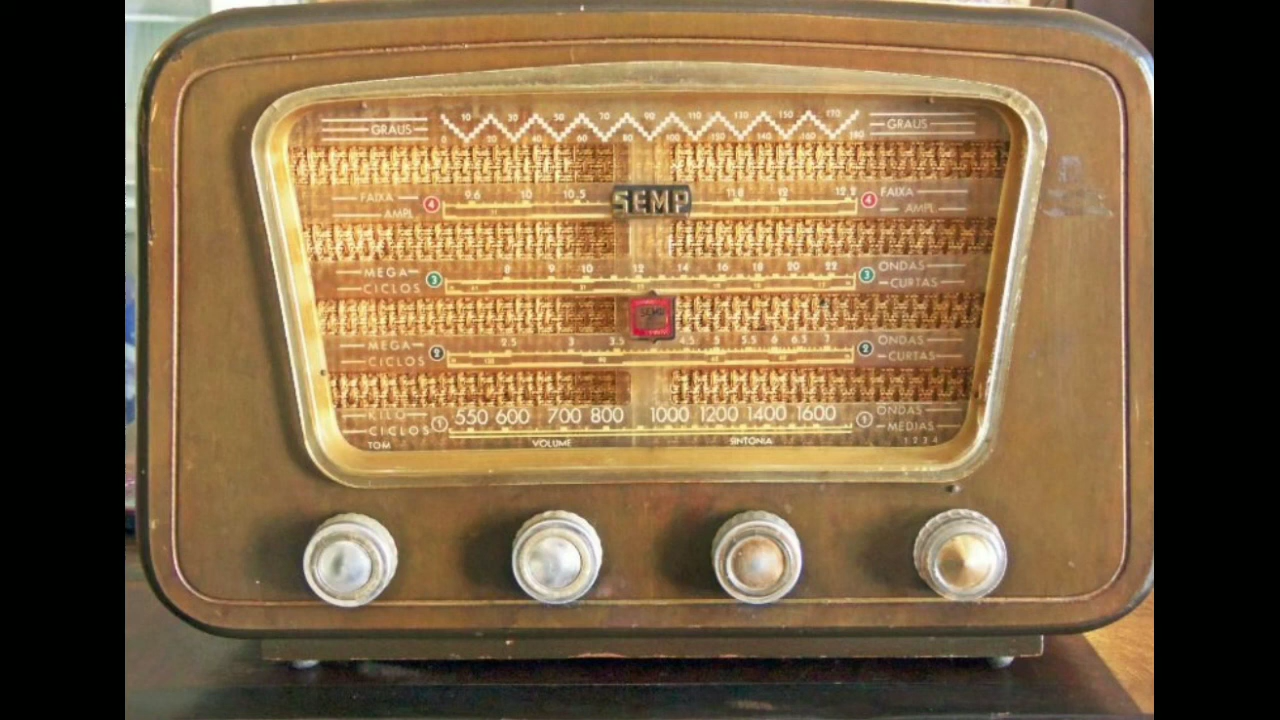 10 30 50 70 90 110 130 150 170
GRAUS GRAUS
0 20 40 60 80 100 120 140 160 180
FAIXA 4 9.6 10 10.5 SEMP 11.8 12 12.2 4 FAIXA
AMPL. AMPL.
MEGA 8 9 10 12 14 16 18 20 22 ONDAS
CICLOS 3 3 CURTAS
SEMP
MEGA 2.5 3 3.5 4.5 5 5.5 6 6.5 7 ONDAS
CICLOS 2 2 CURTAS
KILO 550 600 700 800 1000 1200 1400 1600 ONDAS
CICLOS 1 1 MEDIAS
TOM VOLUME SINTONIA 1 2 3 4